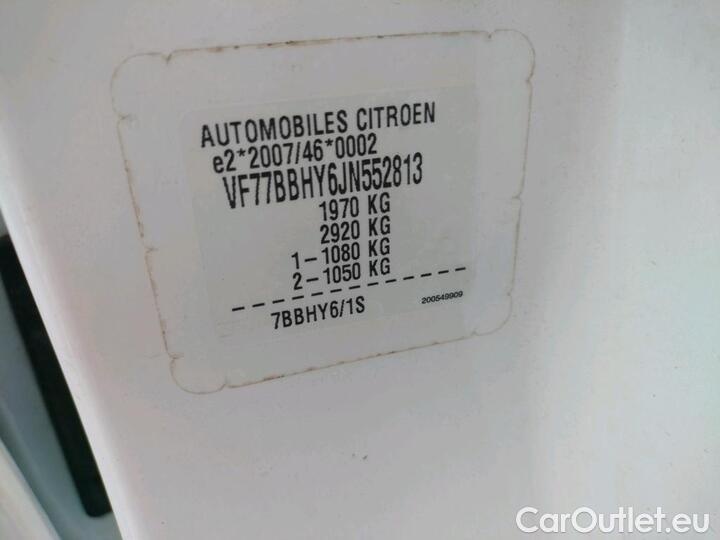 AUTOMOBILES CITROEN
e2*2007/46*0002
VF77BBHY6JN552813
1970 KG
2920 KG
1-1080 KG
2-1050 KG
7BBHY6/1S
200549909
CarOutlet.eu